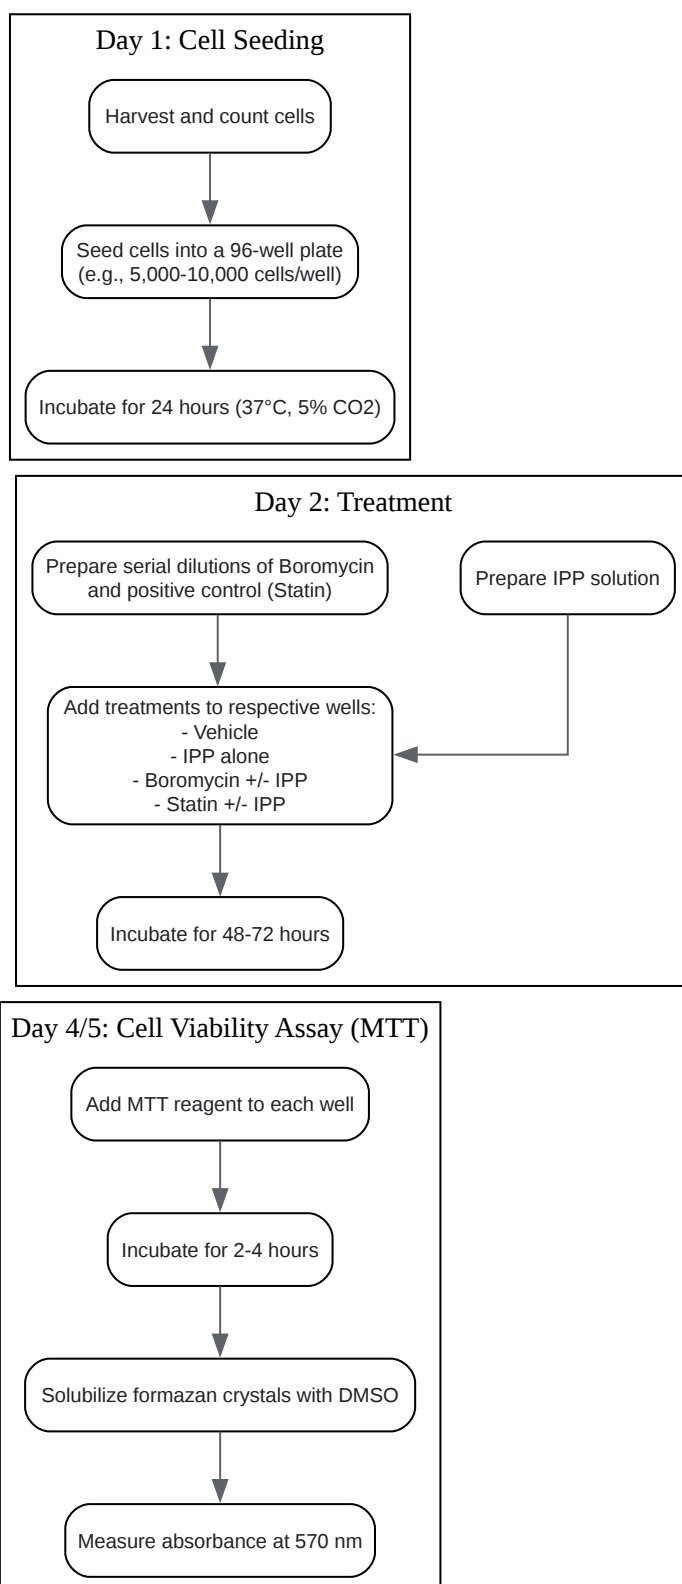 Day 1: Cell Seeding
Harvest and count cells
Seed cells into a 96-well plate
(e.g., 5,000-10,000 cells/well)
Incubate for 24 hours (37°C, 5% CO2)
Day 2: Treatment
Prepare serial dilutions of Boromycin
and positive control (Statin)
Prepare IPP solution
Add treatments to respective wells:
- Vehicle
- IPP alone
- Boromycin +/- IPP
- Statin +/- IPP
Incubate for 48-72 hours
Day 4/5: Cell Viability Assay (MTT)
Add MTT reagent to each well
Incubate for 2-4 hours
Solubilize formazan crystals with DMSO
Measure absorbance at 570 nm